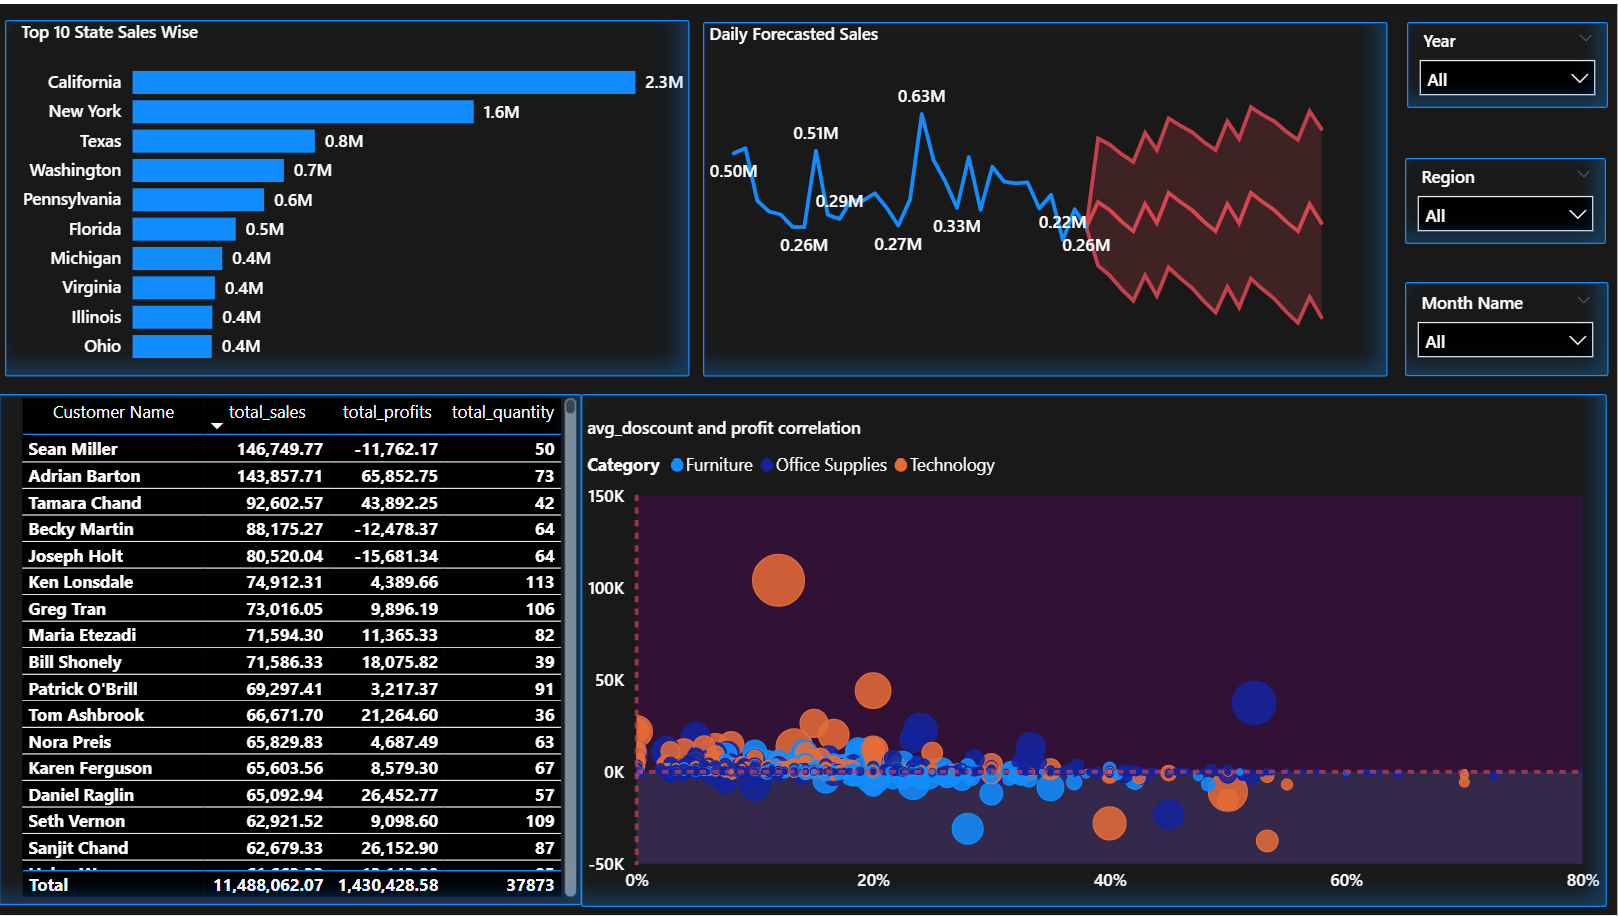 Top 10 State Sales Wise
California 2.3M
New York 1.6M
Texas 0.8M
Washington 0.7M
Pennsylvania 0.6M
Florida 0.5M
Michigan 0.4M
Virginia 0.4M
Illinois 0.4M
Ohio 0.4M
Daily Forecasted Sales
0.63M
0.51M
0.50M
0.29M
0.26M
0.27M
0.33M
0.22M
0.26M
Year
All
Region
All
Month Name
All
Customer Name total_sales total_profits total_quantity
Sean Miller 146,749.77 -11,762.17 50
Adrian Barton 143,857.71 65,852.75 73
Tamara Chand 92,602.57 43,892.25 42
Becky Martin 88,175.27 -12,478.37 64
Joseph Holt 80,520.04 -15,681.34 64
Ken Lonsdale 74,912.31 4,389.66 113
Greg Tran 73,016.05 9,896.19 106
Maria Etezadi 71,594.30 11,365.33 82
Bill Shonely 71,586.33 18,075.82 39
Patrick O'Brill 69,297.41 3,217.37 91
Tom Ashbrook 66,671.70 21,264.60 36
Nora Preis 65,829.83 4,687.49 63
Karen Ferguson 65,603.56 8,579.30 67
Daniel Raglin 65,092.94 26,452.77 57
Seth Vernon 62,921.52 9,098.60 109
Sanjit Chand 62,679.33 26,152.90 87
Total 11,488,062.07 1,430,428.58 37873
avg_doscount and profit correlation
Category Furniture Office Supplies Technology
150K
100K
50K
0K
-50K
0% 20% 40% 60% 80%